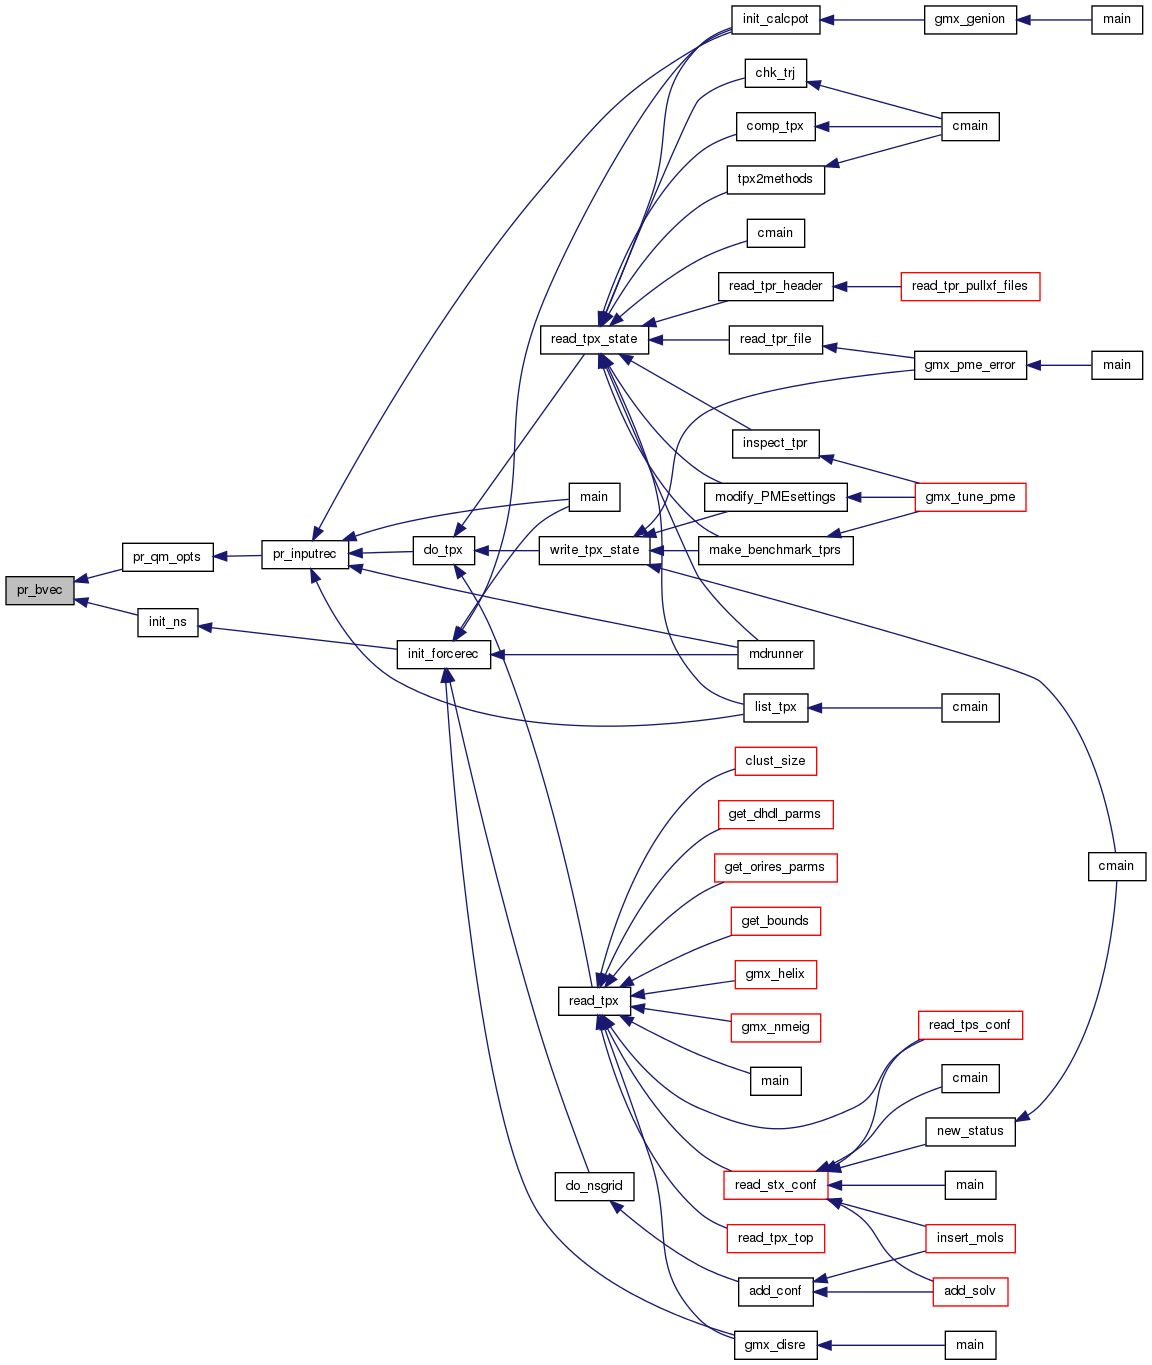 init_calcpot
gmx_genion
main
chk_trj
comp_tpx
cmain
tpx2methods
cmain
read_tpr_header
read_tpr_pullxf_files
read_tpx_state
read_tpr_file
gmx_pme_error
main
inspect_tpr
main
modify_PMEsettings
gmx_tune_pme
pr_qm_opts
pr_inputrec
do_tpx
write_tpx_state
make_benchmark_tprs
pr_bvec
init_ns
init_forcerec
mdrunner
list_tpx
cmain
clust_size
get_dhdl_parms
get_orires_parms
cmain
get_bounds
gmx_helix
read_tpx
gmx_nmeig
read_tps_conf
main
cmain
new_status
do_nsgrid
read_stx_conf
main
read_tpx_top
insert_mols
add_conf
add_solv
gmx_disre
main